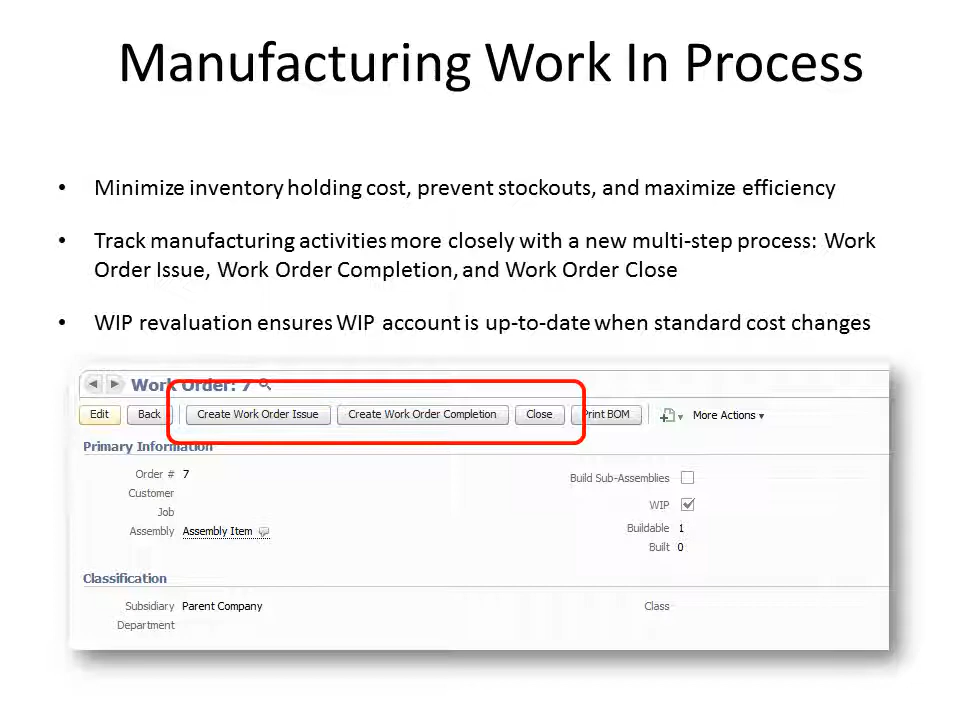 Manufacturing Work In Process
• Minimize inventory holding cost, prevent stockouts, and maximize efficiency
• Track manufacturing activities more closely with a new multi-step process: Work
Order Issue, Work Order Completion, and Work Order Close
• WIP revaluation ensures WIP account is up-to-date when standard cost changes
Work Order: 7
Edit Back Create Work Order Issue Create Work Order Completion Close Print BOM More Actions
Primary Information
Order # 7
Customer
Job
Assembly Assembly Item
Build Sub-Assemblies
WIP
Buildable 1
Built 0
Classification
Subsidiary Parent Company
Department
Class